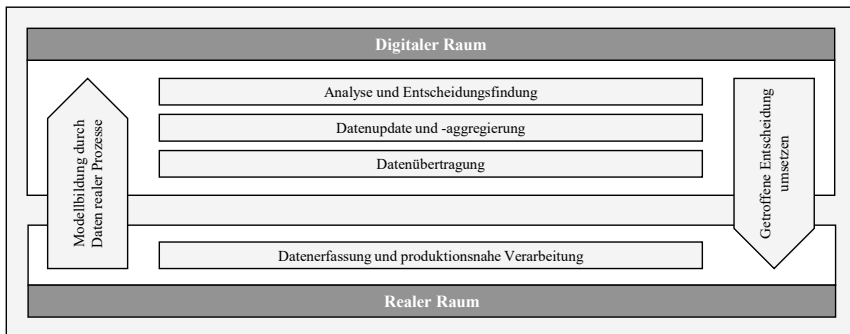 Digitaler Raum
Analyse und Entscheidungsfindung
Datenupdate und -aggregierung
Datenübertragung
Modellbildung durch
Daten realer Prozesse
Getroffene Entscheidung
umsetzen
Datenerfassung und produktionsnahe Verarbeitung
Realer Raum